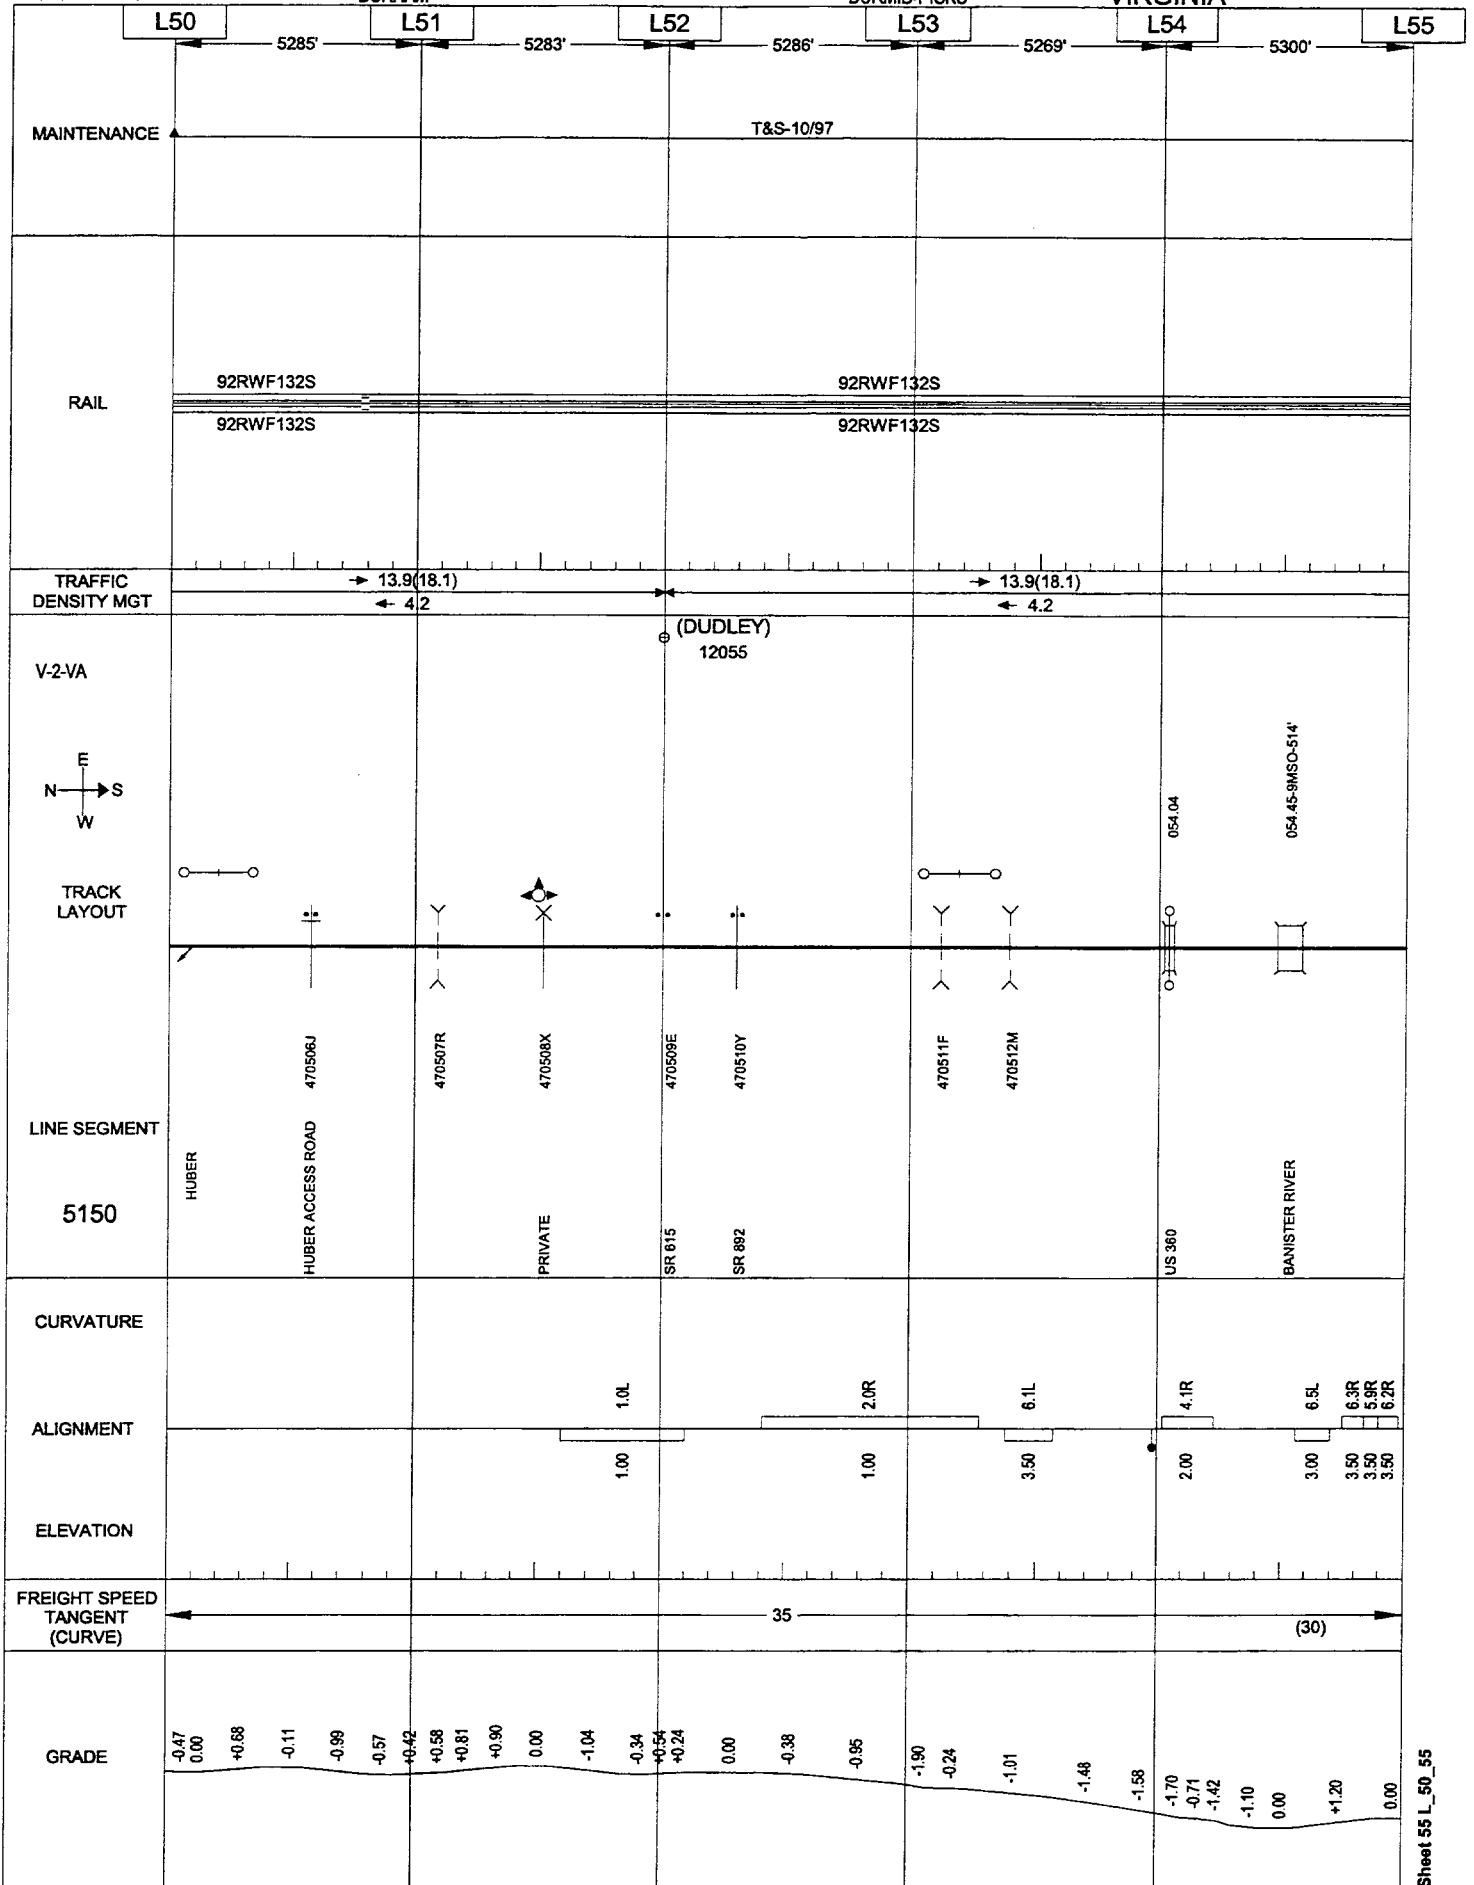 VIRGINIA
L50
L51
L52
L53
L54
L55
5285'
5283'
5286'
5269'
5300'
MAINTENANCE
T&S-10/97
RAIL
92RWF132S
92RWF132S
92RWF132S
92RWF132S
TRAFFIC
DENSITY MGT
13.9(18.1)
4.2
13.9(18.1)
4.2
(DUDLEY)
12055
V-2-VA
E
N
S
W
054.04
054.45-9MSO-514'
TRACK
LAYOUT
470506J
470507R
470508X
470509E
470510Y
470511F
470512M
LINE SEGMENT
5150
HUBER
HUBER ACCESS ROAD
PRIVATE
SR 615
SR 892
US 360
BANISTER RIVER
CURVATURE
1.0L
2.0R
6.1L
4.1R
6.5L
6.3R
5.9R
6.2R
ALIGNMENT
1.00
1.00
3.50
2.00
3.00
3.50
3.50
3.50
ELEVATION
FREIGHT SPEED
TANGENT
(CURVE)
35
(30)
GRADE
-0.47
0.00
+0.68
-0.11
-0.99
-0.57
+0.42
+0.58
+0.81
+0.90
0.00
-1.04
-0.34
+0.54
+0.24
0.00
-0.38
-0.95
-1.90
-0.24
-1.01
-1.48
-1.58
-1.70
-0.71
-1.42
-1.10
0.00
+1.20
0.00
Sheet 55 L_50_55